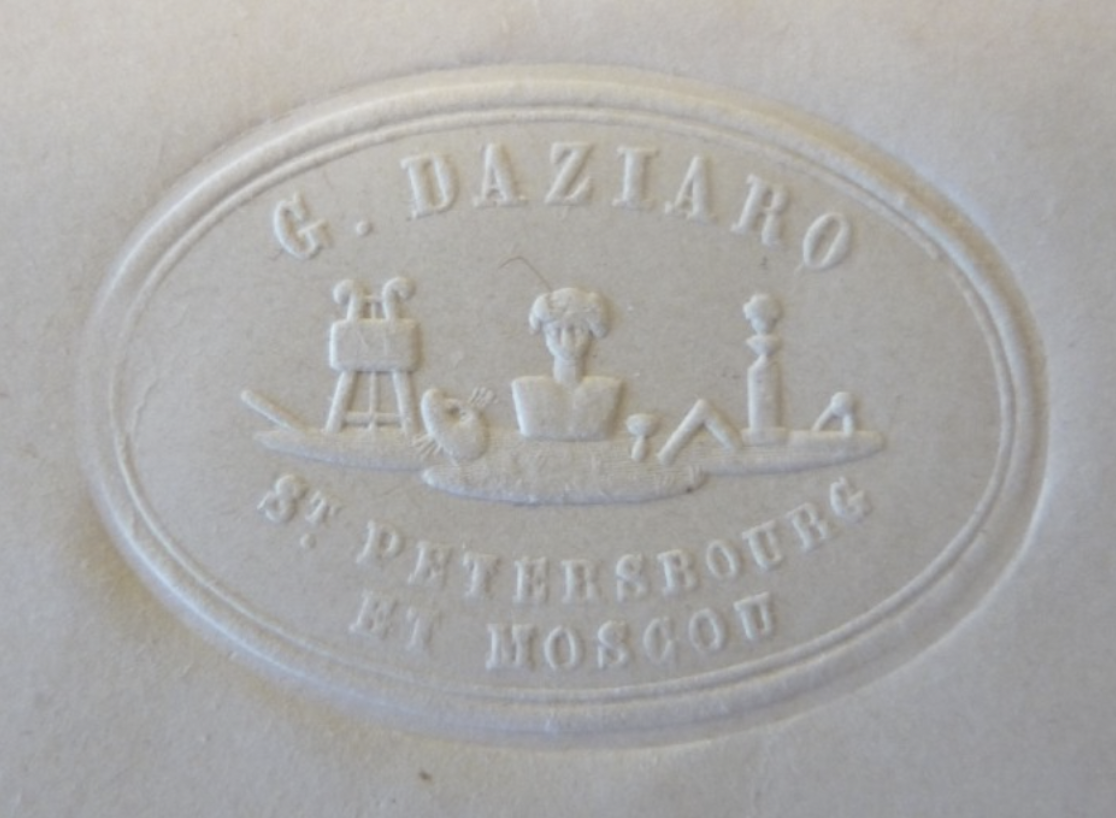 G. DAZIARO
ST. PETERSBOURG
ET MOSCOU